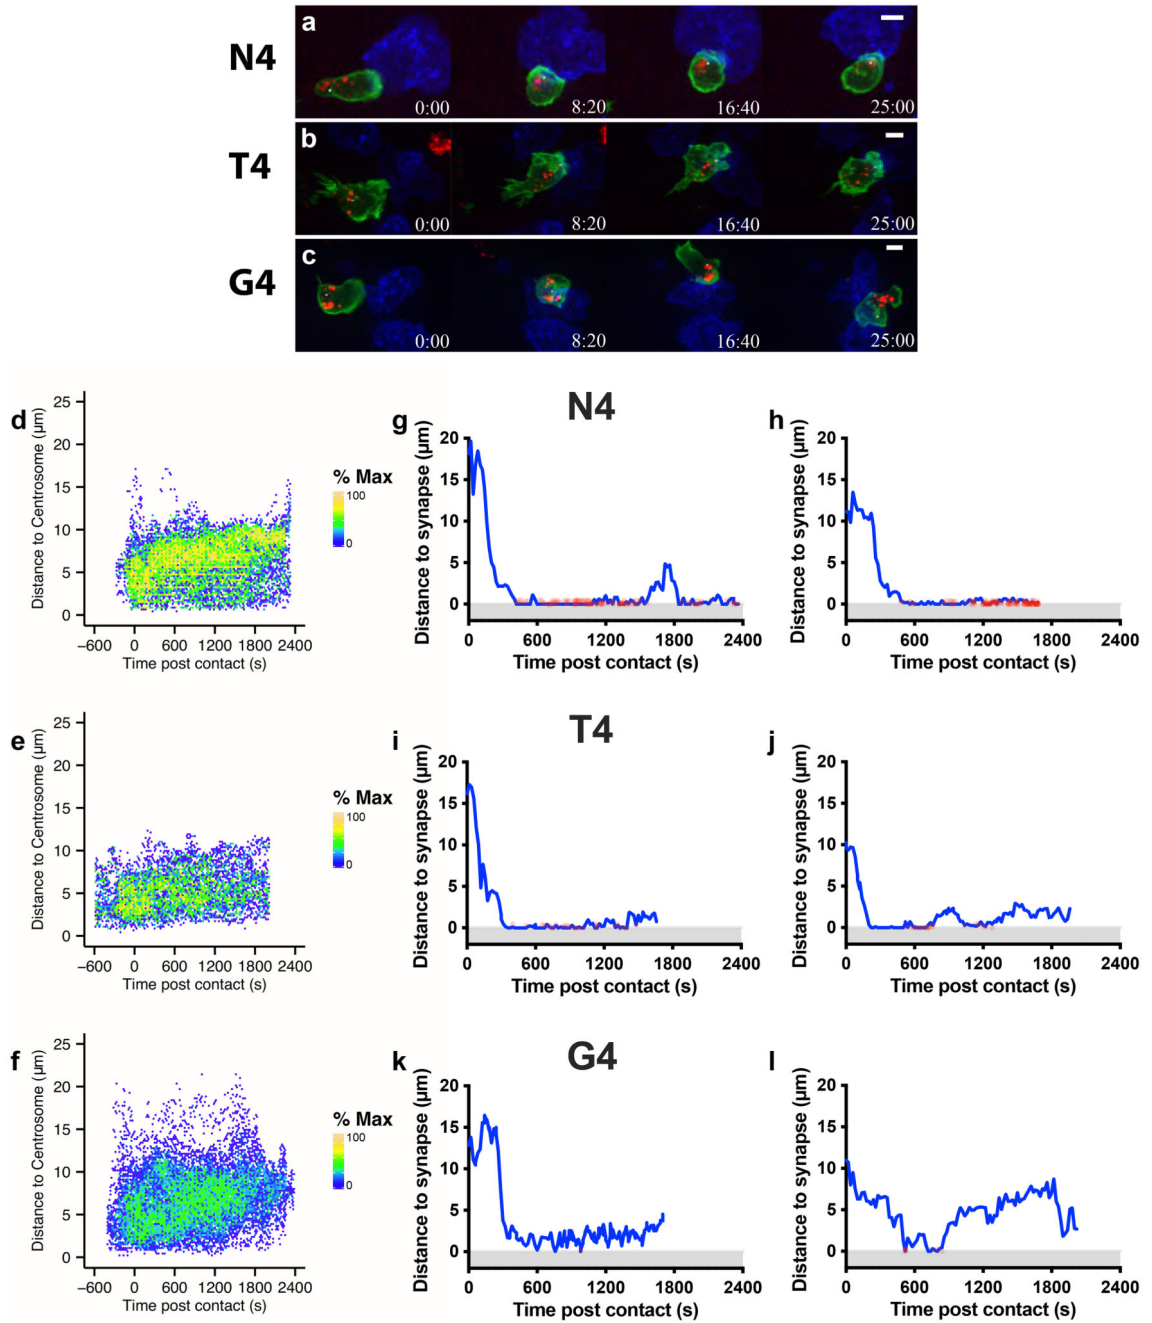 a
N4
0:00 8:20 16:40 25:00
b
T4
0:00 8:20 16:40 25:00
c
G4
0:00 8:20 16:40 25:00
d
25
20
15
10
5
0
Distance to Centrosome (µm)
−600 0 600 1200 1800 2400
Time post contact (s)
% Max
100
0
N4
g
20
15
10
5
0
Distance to synapse (µm)
0 600 1200 1800 2400
Time post contact (s)
h
20
15
10
5
0
Distance to synapse (µm)
0 600 1200 1800 2400
Time post contact (s)
e
25
20
15
10
5
0
Distance to Centrosome (µm)
−600 0 600 1200 1800 2400
Time post contact (s)
% Max
100
0
T4
i
20
15
10
5
0
Distance to synapse (µm)
0 600 1200 1800 2400
Time post contact (s)
j
20
15
10
5
0
Distance to synapse (µm)
0 600 1200 1800 2400
Time post contact (s)
f
25
20
15
10
5
0
Distance to Centrosome (µm)
−600 0 600 1200 1800 2400
Time post contact (s)
% Max
100
0
G4
k
20
15
10
5
0
Distance to synapse (µm)
0 600 1200 1800 2400
Time post contact (s)
l
20
15
10
5
0
Distance to synapse (µm)
0 600 1200 1800 2400
Time post contact (s)